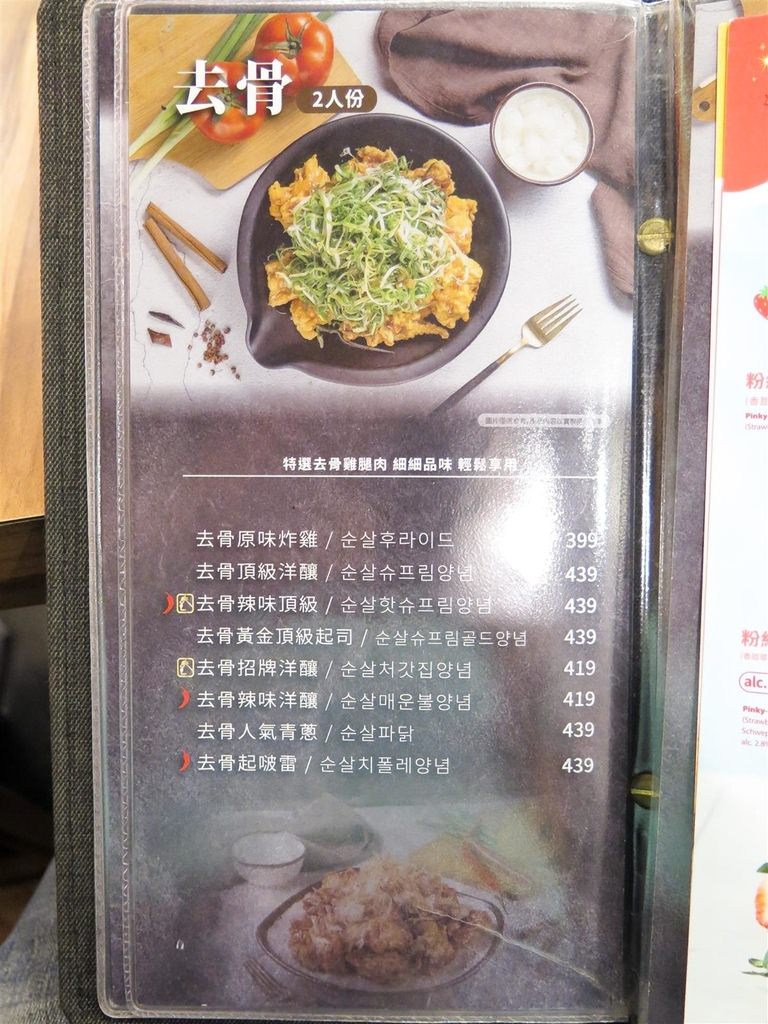 去骨 2人份
特選去骨雞腿肉 細細品味 輕鬆享用
去骨原味炸雞 / 순살후라이드 399
去骨頂級洋釀 / 순살슈프림양념 439
去骨辣味頂級 / 순살핫슈프림양념 439
去骨黃金頂級起司 / 순살슈프림골드양념 439
去骨招牌洋釀 / 순살처갓집양념 419
去骨辣味洋釀 / 순살매운불양념 419
去骨人氣青蔥 / 순살파닭 439
去骨起啵雷 / 순살치폴레양념 439
粉
Pinky
粉
alc.
Pinky-
(Strawb
Schwep
alc. 2.8%